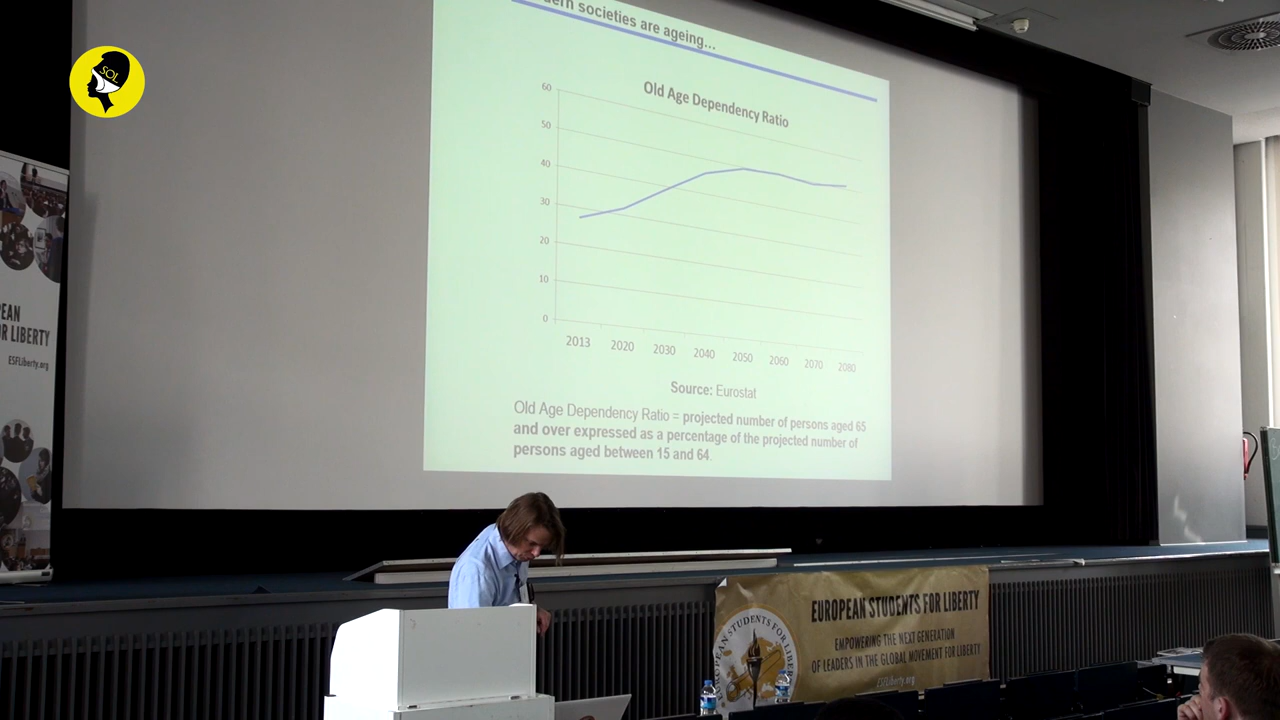 SOL
societies are ageing...
Old Age Dependency Ratio
60
50
40
30
20
10
0
2013 2020 2030 2040 2050 2060 2070 2080
Source: Eurostat
Old Age Dependency Ratio = projected number of persons aged 65
and over expressed as a percentage of the projected number of
persons aged between 15 and 64.
LIBERTY
ESFLiberty.org
EUROPEAN STUDENTS FOR LIBERTY
EMPOWERING THE NEXT GENERATION
OF LEADERS IN THE GLOBAL MOVEMENT FOR LIBERTY
ESFLiberty.org
STUDENTS FOR